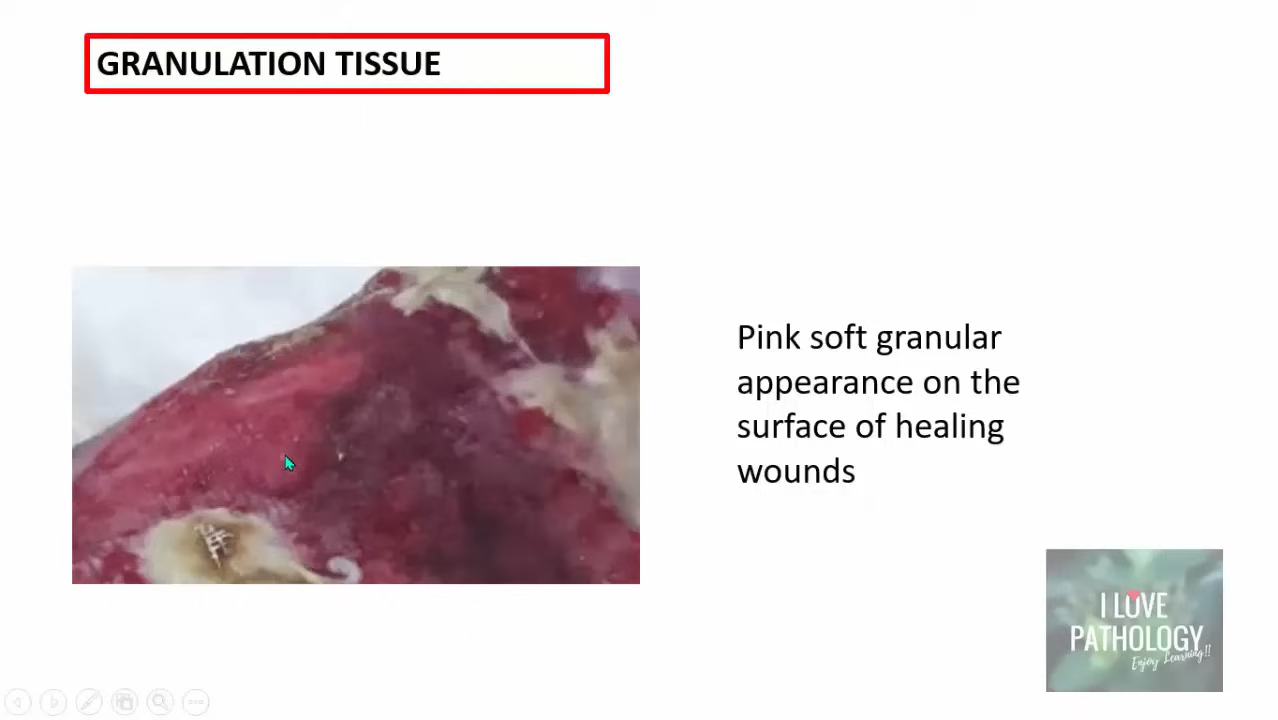 GRANULATION TISSUE
Pink soft granular
appearance on the
surface of healing
wounds
I LOVE
PATHOLOGY
Enjoy Learning!!